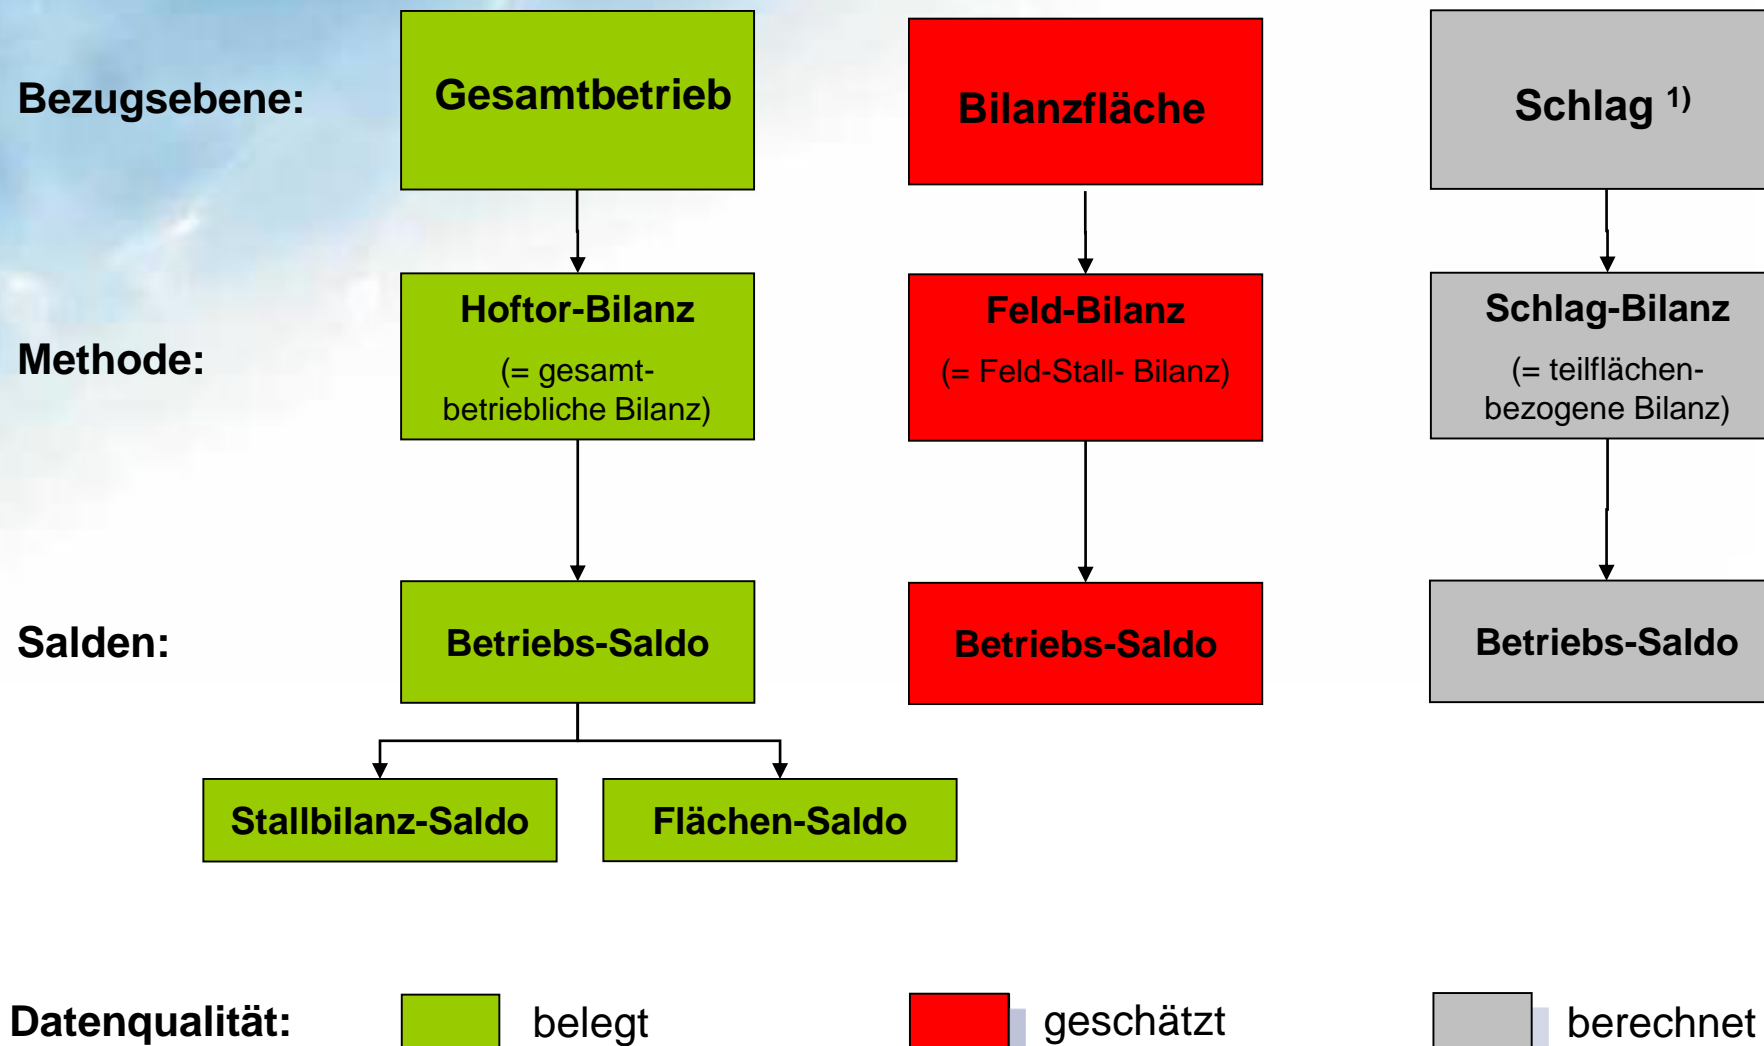 Bezugsebene:
Gesamtbetrieb
Bilanzfläche
Schlag 1)
Methode:
Hoftor-Bilanz
(= gesamt-
betriebliche Bilanz)
Feld-Bilanz
(= Feld-Stall- Bilanz)
Schlag-Bilanz
(= teilflächen-
bezogene Bilanz)
Salden:
Betriebs-Saldo
Betriebs-Saldo
Betriebs-Saldo
Stallbilanz-Saldo
Flächen-Saldo
Datenqualität:
belegt
geschätzt
berechnet